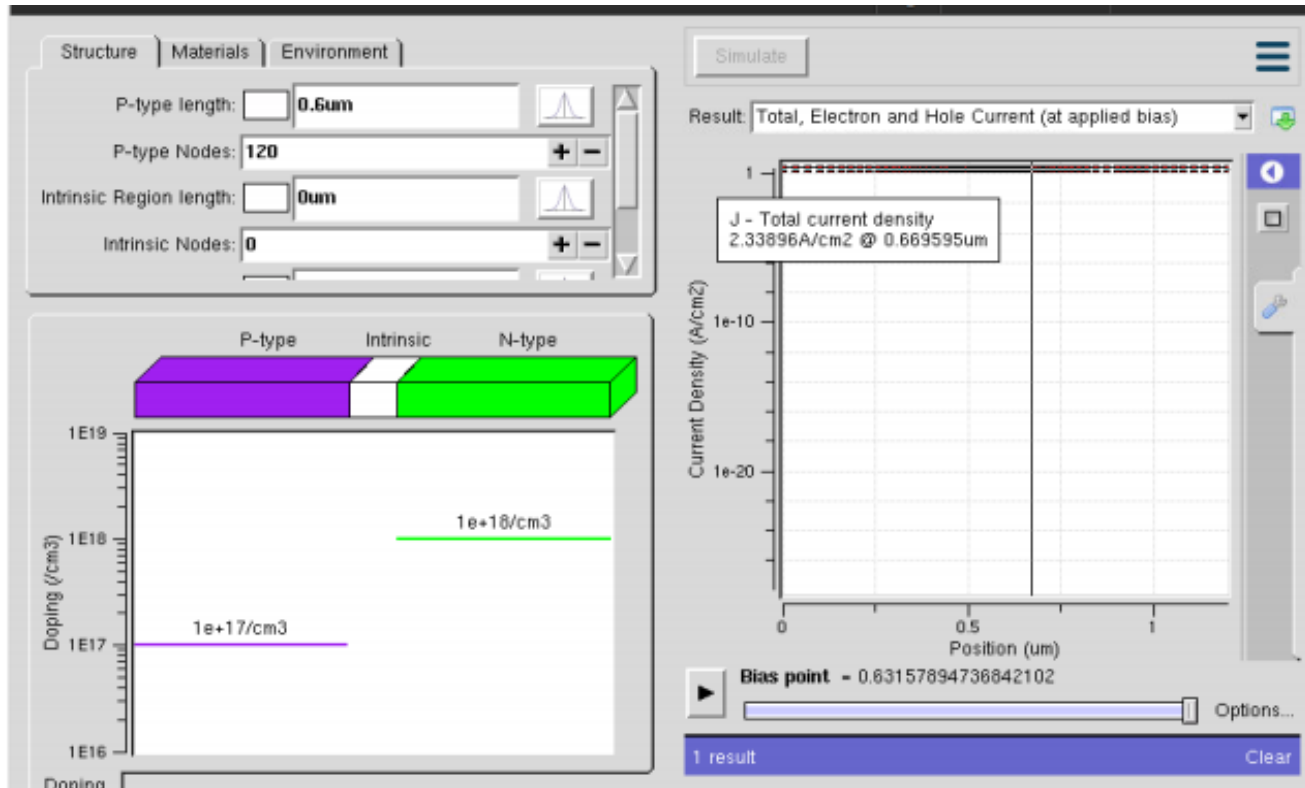 Structure Materials Environment
P-type length: 0.6um
P-type Nodes: 120
Intrinsic Region length: 0um
Intrinsic Nodes: 0
P-type Intrinsic N-type
1E19
1E18
1E17
1E16
Doping (/cm3)
1e+18/cm3
1e+17/cm3
Doping
Simulate
Result: Total, Electron and Hole Current (at applied bias)
1
J - Total current density
2.33896A/cm2 @ 0.669595um
1e-10
1e-20
Current Density (A/cm2)
0 0.5 1
Position (um)
Bias point = 0.63157894736842102
Options...
1 result Clear